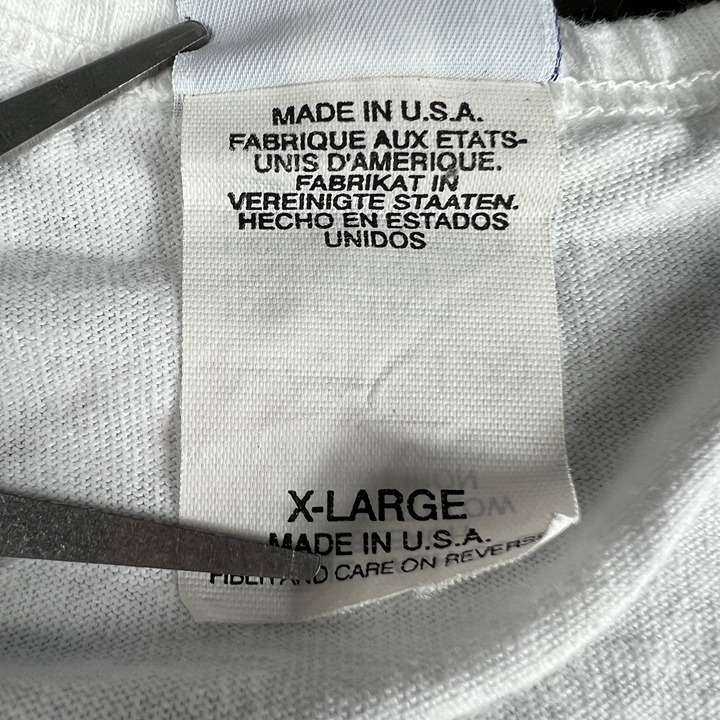 MADE IN U.S.A.
FABRIQUE AUX ETATS-
UNIS D'AMERIQUE.
FABRIKAT IN
VEREINIGTE STAATEN.
HECHO EN ESTADOS
UNIDOS
X-LARGE
MADE IN U.S.A.
FIBER AND CARE ON REVERSE